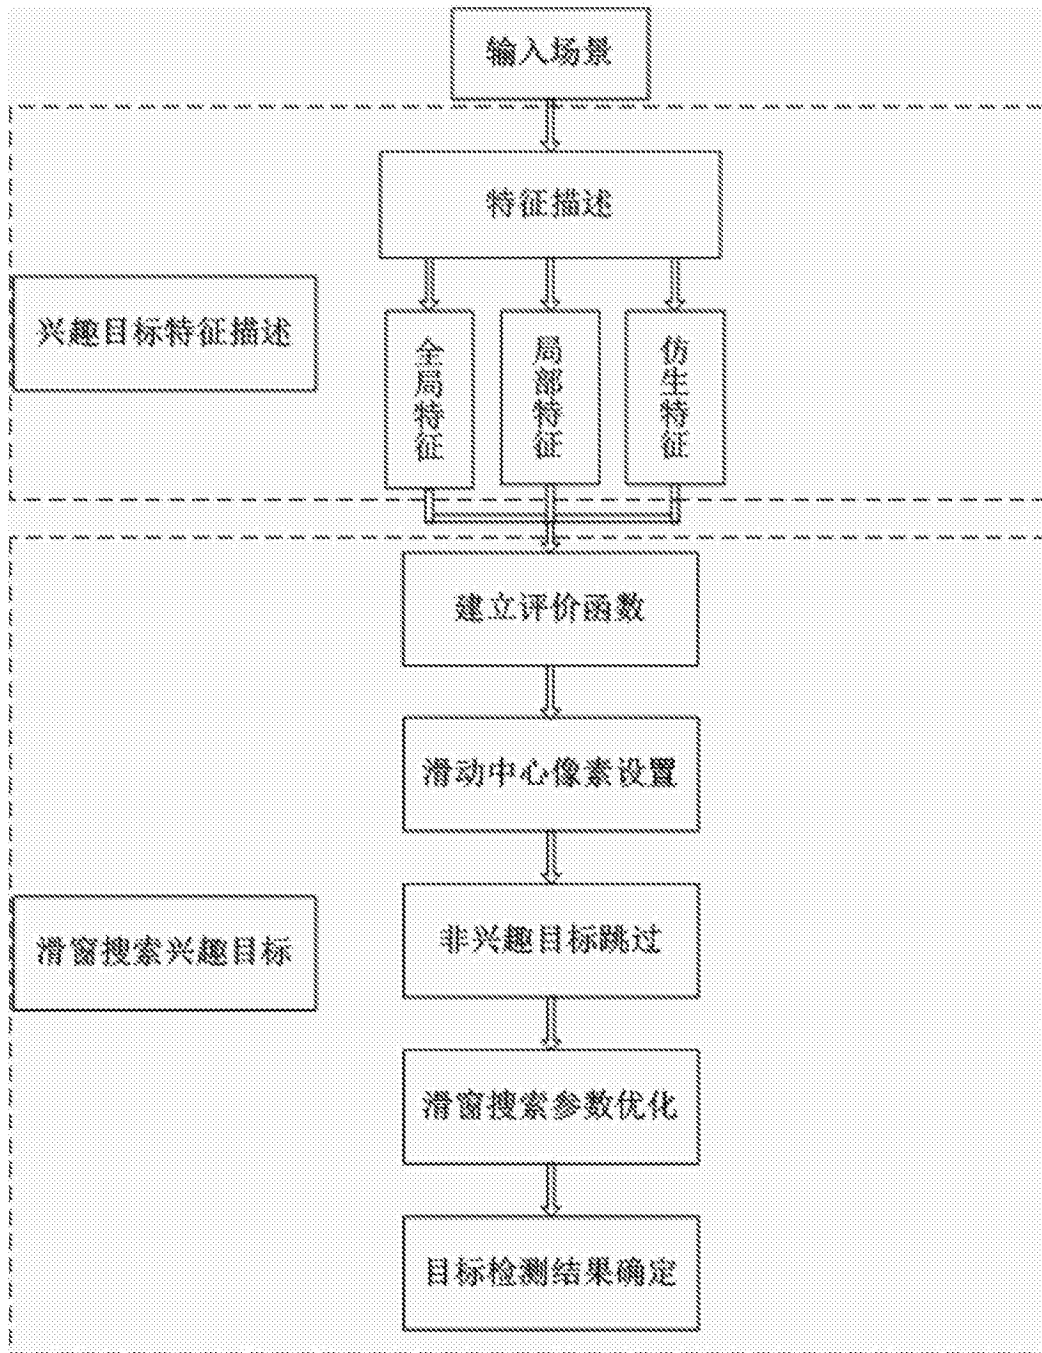 输入场景
特征描述
兴趣目标特征描述
全局特征
局部特征
仿生特征
建立评价函数
滑动中心像素设置
非兴趣目标跳过
滑窗搜索兴趣目标
滑窗搜索参数优化
目标检测结果确定